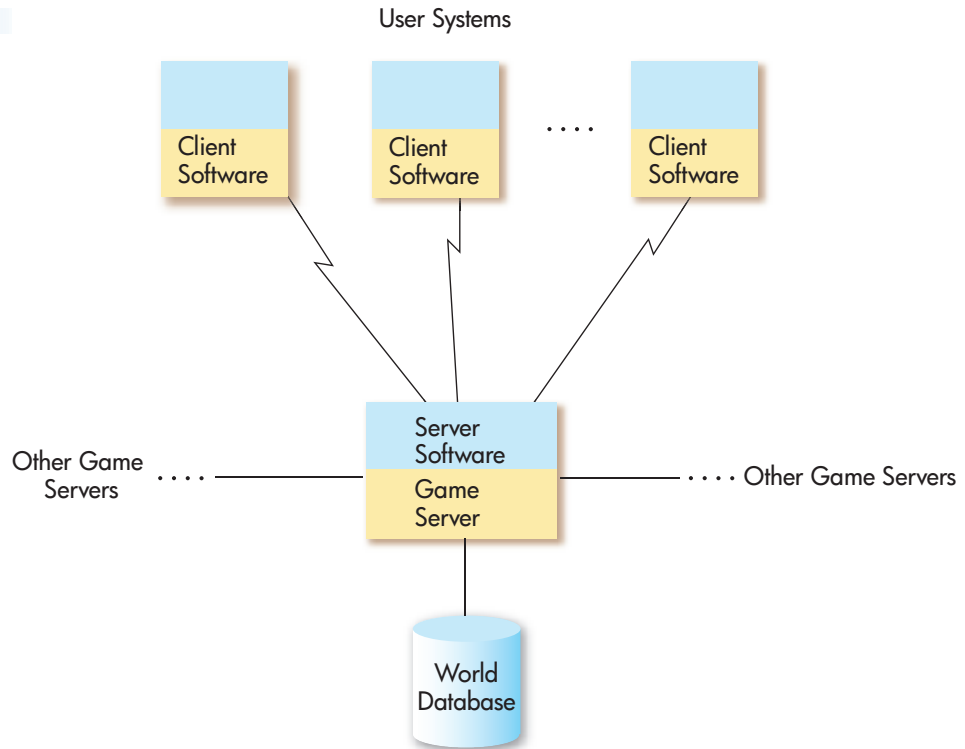 User Systems
Client
Software
Client
Software
. . . .
Client
Software
Server
Software
Game
Server
Other Game
Servers
. . . .
. . . . Other Game Servers
World
Database